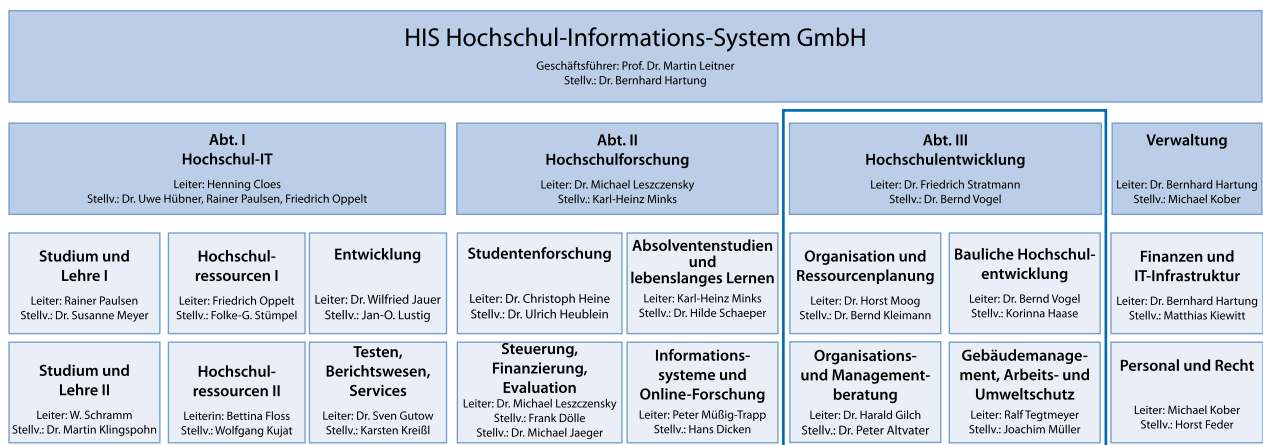 HIS Hochschul-Informations-System GmbH
Geschäftsführer: Prof. Dr. Martin Leitner
Stellv.: Dr. Bernhard Hartung
Abt. I
Hochschul-IT
Leiter: Henning Cloes
Stellv.: Dr. Uwe Hübner, Rainer Paulsen, Friedrich Oppelt
Abt. II
Hochschulforschung
Leiter: Dr. Michael Leszczensky
Stellv.: Karl-Heinz Minks
Abt. III
Hochschulentwicklung
Leiter: Dr. Friedrich Stratmann
Stellv.: Dr. Bernd Vogel
Verwaltung
Leiter: Dr. Bernhard Hartung
Stellv.: Michael Kober
Studium und
Lehre I
Leiter: Rainer Paulsen
Stellv.: Dr. Susanne Meyer
Hochschul-
ressourcen I
Leiter: Friedrich Oppelt
Stellv.: Folke-G. Stümpel
Entwicklung
Leiter: Dr. Wilfried Jauer
Stellv.: Jan-O. Lustig
Studentenforschung
Leiter: Dr. Christoph Heine
Stellv.: Dr. Ulrich Heublein
Absolventenstudien
und
lebenslanges Lernen
Leiter: Karl-Heinz Minks
Stellv.: Dr. Hilde Schaeper
Organisation und
Ressourcenplanung
Leiter: Dr. Horst Moog
Stellv.: Dr. Bernd Kleimann
Bauliche Hochschul-
entwicklung
Leiter: Dr. Bernd Vogel
Stellv.: Korinna Haase
Finanzen und
IT-Infrastruktur
Leiter: Dr. Bernhard Hartung
Stellv.: Matthias Kiewitt
Studium und
Lehre II
Leiter: W. Schramm
Stellv.: Dr. Martin Klingspohn
Hochschul-
ressourcen II
Leiterin: Bettina Floss
Stellv.: Wolfgang Kujat
Testen,
Berichtswesen,
Services
Leiter: Dr. Sven Gutow
Stellv.: Karsten Kreißl
Steuerung,
Finanzierung,
Evaluation
Leiter: Dr. Michael Leszczensky
Stellv.: Frank Dölle
Stellv.: Dr. Michael Jaeger
Informations-
systeme und
Online-Forschung
Leiter: Peter Müßig-Trapp
Stellv.: Hans Dicken
Organisations-
und Management-
beratung
Leiter: Dr. Harald Gilch
Stellv.: Dr. Peter Altvater
Gebäudemanage-
ment, Arbeits- und
Umweltschutz
Leiter: Ralf Tegtmeyer
Stellv.: Joachim Müller
Personal und Recht
Leiter: Michael Kober
Stellv.: Horst Feder